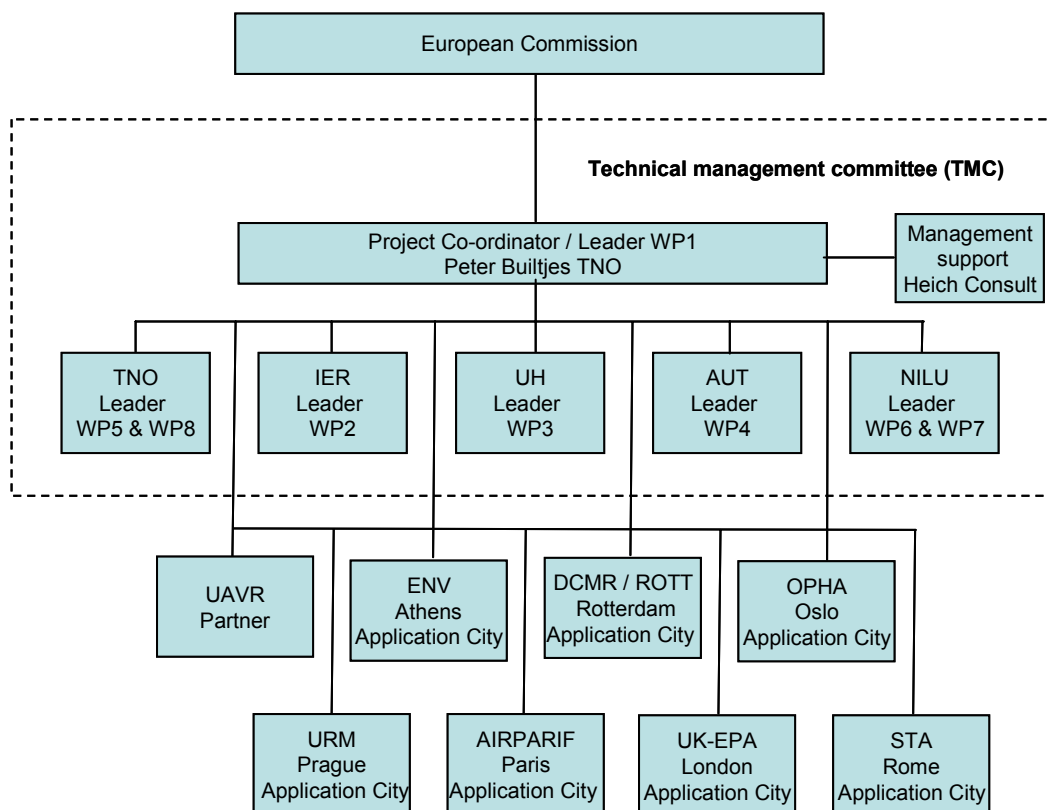 European Commission
Technical management committee (TMC)
Project Co-ordinator / Leader WP1
Peter Builtjes TNO
Management
support
Heich Consult
TNO
Leader
WP5 & WP8
IER
Leader
WP2
UH
Leader
WP3
AUT
Leader
WP4
NILU
Leader
WP6 & WP7
UAVR
Partner
ENV
Athens
Application City
DCMR / ROTT
Rotterdam
Application City
OPHA
Oslo
Application City
URM
Prague
Application City
AIRPARIF
Paris
Application City
UK-EPA
London
Application City
STA
Rome
Application City